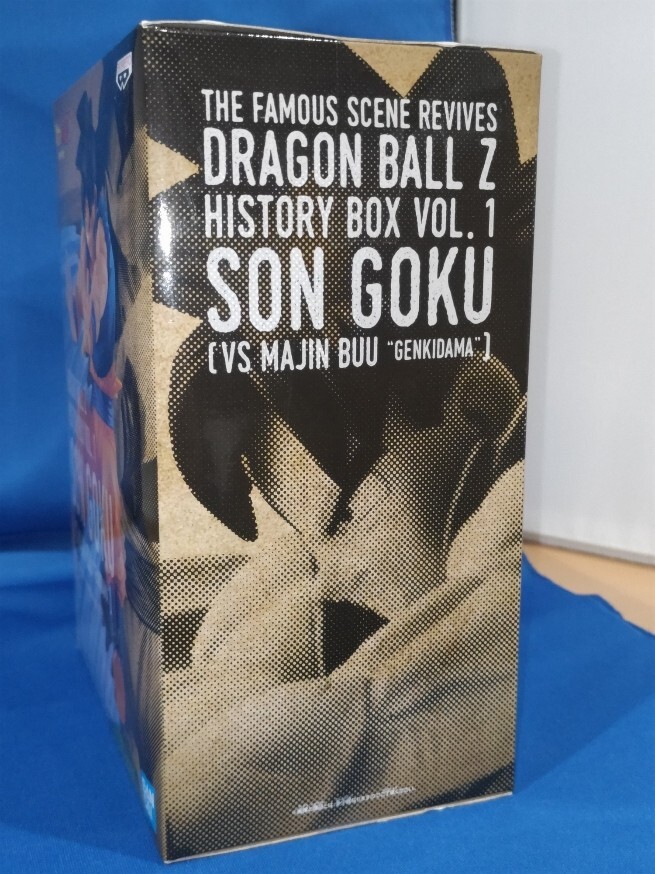 THE FAMOUS SCENE REVIVES
DRAGON BALL Z
HISTORY BOX VOL. 1
SON GOKU
(VS MAJIN BUU "GENKIDAMA")